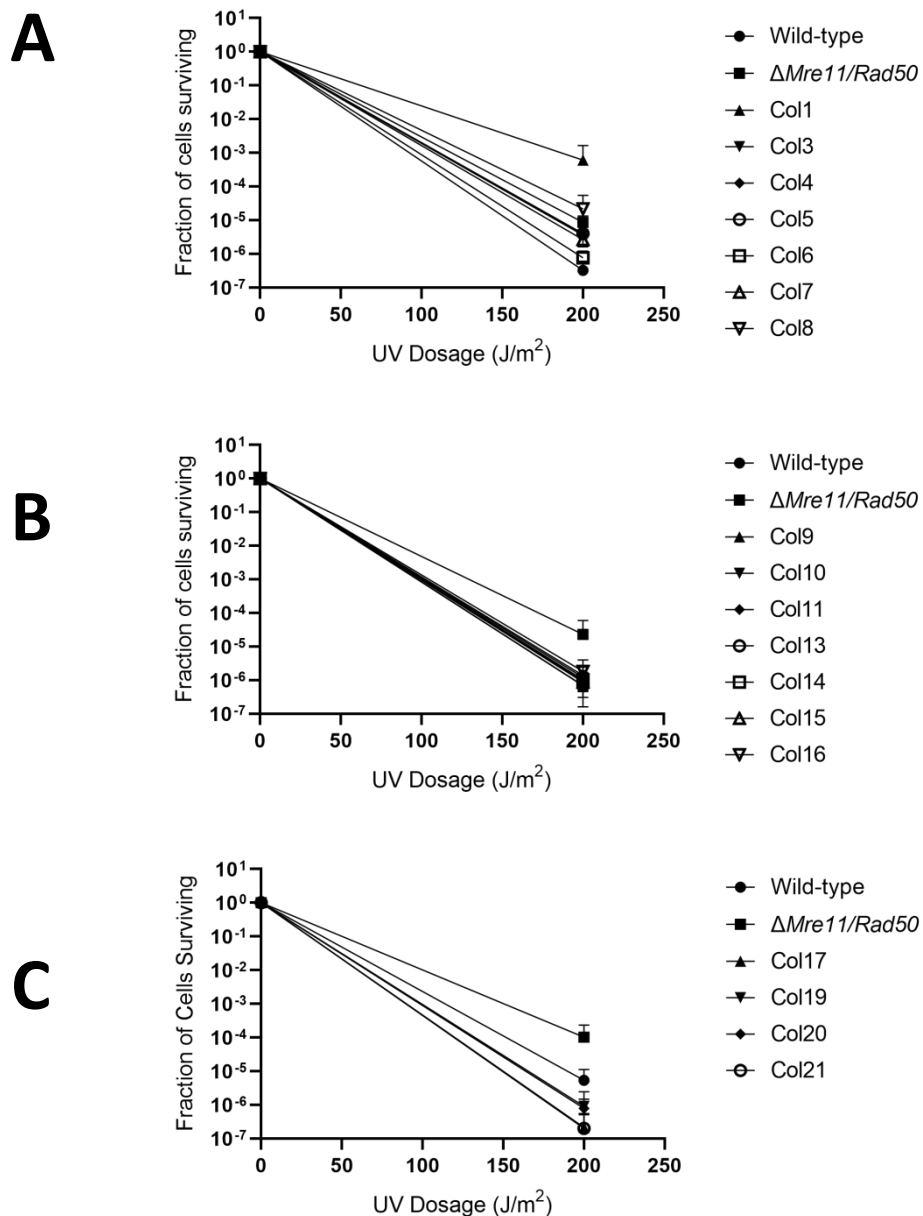 A
Fraction of cells surviving
10¹
10⁰
10⁻¹
10⁻²
10⁻³
10⁻⁴
10⁻⁵
10⁻⁶
10⁻⁷
0 50 100 150 200 250
UV Dosage (J/m²)
Wild-type
ΔMre11/Rad50
Col1
Col3
Col4
Col5
Col6
Col7
Col8
B
Fraction of cells surviving
10¹
10⁰
10⁻¹
10⁻²
10⁻³
10⁻⁴
10⁻⁵
10⁻⁶
10⁻⁷
0 50 100 150 200 250
UV Dosage (J/m²)
Wild-type
ΔMre11/Rad50
Col9
Col10
Col11
Col13
Col14
Col15
Col16
C
Fraction of Cells Surviving
10¹
10⁰
10⁻¹
10⁻²
10⁻³
10⁻⁴
10⁻⁵
10⁻⁶
10⁻⁷
0 50 100 150 200 250
UV Dosage (J/m²)
Wild-type
ΔMre11/Rad50
Col17
Col19
Col20
Col21